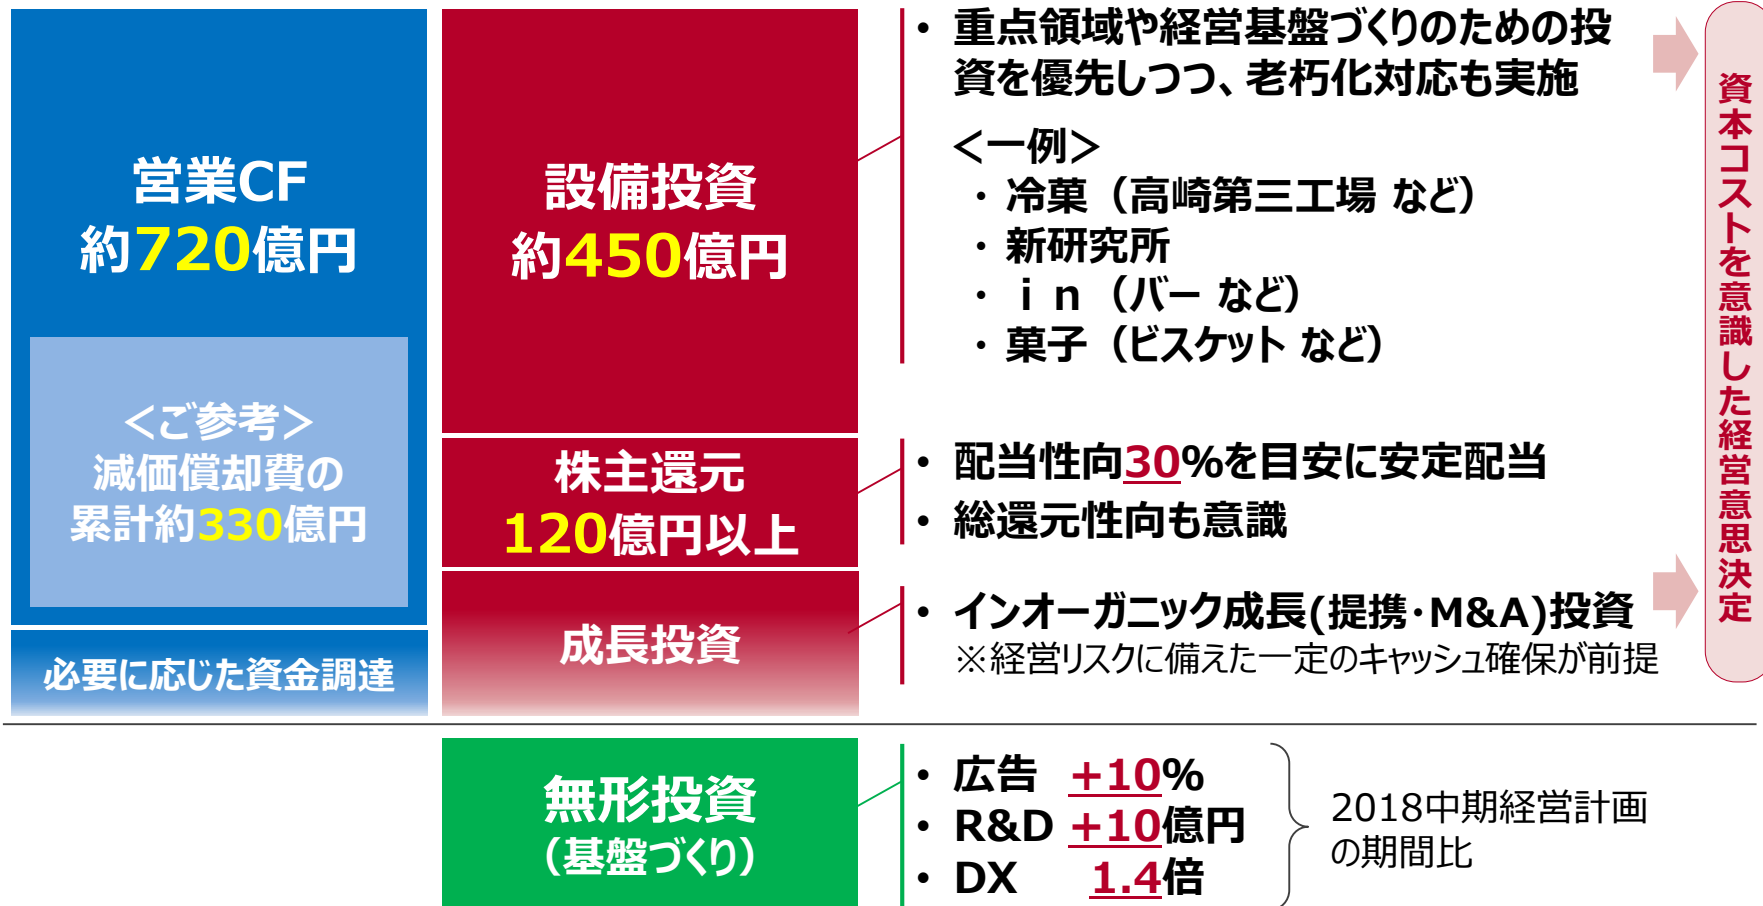 営業CF
約720億円
<ご参考>
減価償却費の
累計約330億円
必要に応じた資金調達
設備投資
約450億円
株主還元
120億円以上
成長投資
• 重点領域や経営基盤づくりのための投
資を優先しつつ、老朽化対応も実施
<一例>
・冷菓（高崎第三工場 など）
・新研究所
・ｉｎ（バー など）
・菓子（ビスケット など）
• 配当性向30%を目安に安定配当
• 総還元性向も意識
• インオーガニック成長(提携･M&A)投資
※経営リスクに備えた一定のキャッシュ確保が前提
資本コストを意識した経営意思決定
無形投資
（基盤づくり）
• 広告 +10%
• R&D +10億円
• DX 1.4倍
2018中期経営計画
の期間比